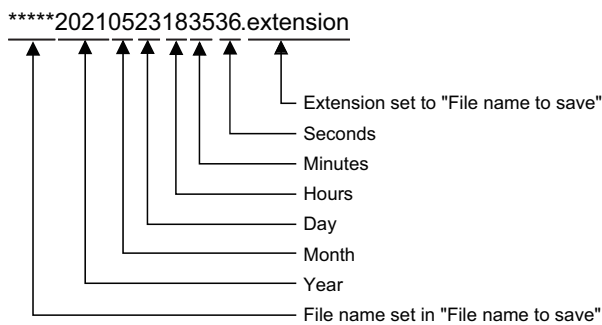 *****20210523183536.extension
Extension set to "File name to save"
Seconds
Minutes
Hours
Day
Month
Year
File name set in "File name to save"